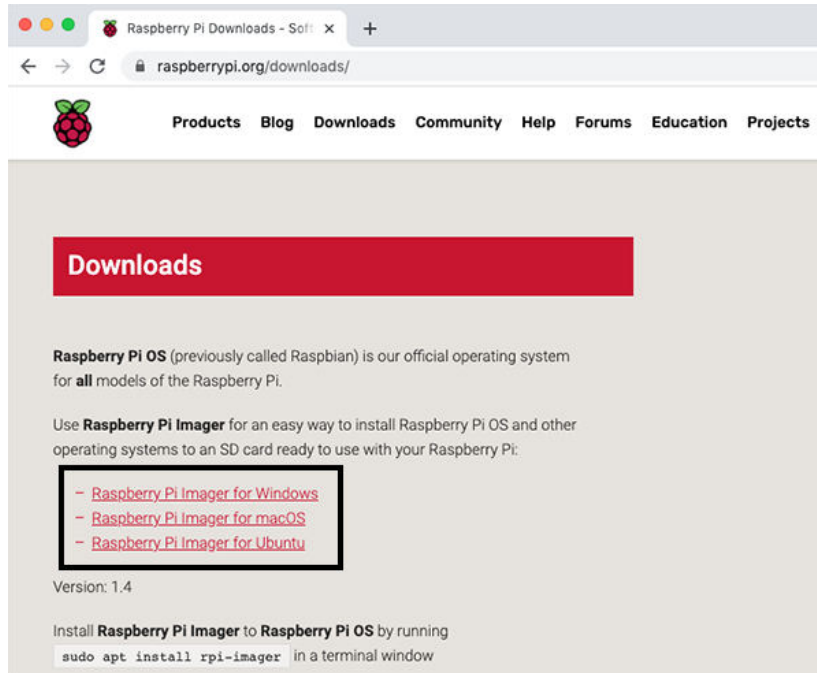 Raspberry Pi Downloads - Sof
raspberrypi.org/downloads/
Products Blog Downloads Community Help Forums Education Projects
Downloads
Raspberry Pi OS (previously called Raspbian) is our official operating system
for all models of the Raspberry Pi.
Use Raspberry Pi Imager for an easy way to install Raspberry Pi OS and other
operating systems to an SD card ready to use with your Raspberry Pi:
– Raspberry Pi Imager for Windows
– Raspberry Pi Imager for macOS
– Raspberry Pi Imager for Ubuntu
Version: 1.4
Install Raspberry Pi Imager to Raspberry Pi OS by running
sudo apt install rpi-imager in a terminal window